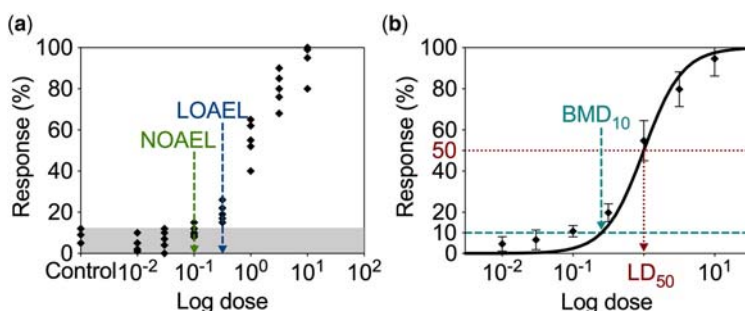 (a)
Response (%)
100
80
60
40
20
0
LOAEL
NOAEL
Control 10⁻² 10⁻¹ 10⁰ 10¹ 10²
Log dose
(b)
Response (%)
100
80
60
50
40
20
10
0
BMD₁₀
10⁻² 10⁻¹ 10¹
LD₅₀
Log dose